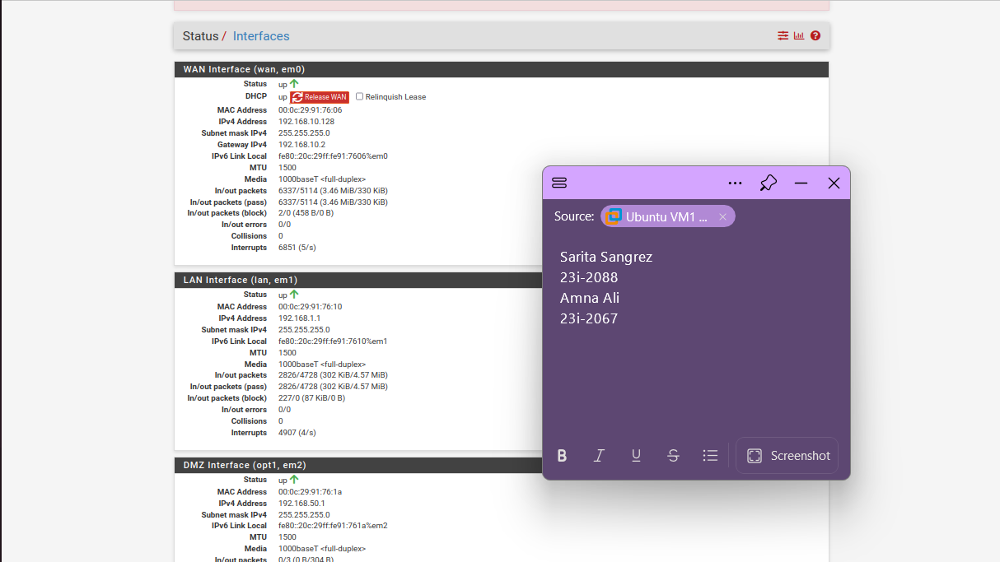 Status / Interfaces
WAN Interface (wan, em0)
Status up
DHCP up Release WAN Relinquish Lease
MAC Address 00:0c:29:91:76:06
IPv4 Address 192.168.10.128
Subnet mask IPv4 255.255.255.0
Gateway IPv4 192.168.10.2
IPv6 Link Local fe80::20c:29ff:fe91:7606%em0
MTU 1500
Media 1000baseT <full-duplex>
In/out packets 6337/5114 (3.46 MiB/330 KiB)
In/out packets (pass) 6337/5114 (3.46 MiB/330 KiB)
In/out packets (block) 2/0 (458 B/0 B)
In/out errors 0/0
Collisions 0
Interrupts 6851 (5/s)
LAN Interface (lan, em1)
Status up
MAC Address 00:0c:29:91:76:10
IPv4 Address 192.168.1.1
Subnet mask IPv4 255.255.255.0
IPv6 Link Local fe80::20c:29ff:fe91:7610%em1
MTU 1500
Media 1000baseT <full-duplex>
In/out packets 2826/4728 (302 KiB/4.57 MiB)
In/out packets (pass) 2826/4728 (302 KiB/4.57 MiB)
In/out packets (block) 227/0 (87 KiB/0 B)
In/out errors 0/0
Collisions 0
Interrupts 4907 (4/s)
DMZ Interface (opt1, em2)
Status up
MAC Address 00:0c:29:91:76:1a
IPv4 Address 192.168.50.1
Subnet mask IPv4 255.255.255.0
IPv6 Link Local fe80::20c:29ff:fe91:761a%em2
MTU 1500
Media 1000baseT <full-duplex>
In/out packets 0/3 (0 B/304 B)
Source: Ubuntu VM1 ...
Sarita Sangrez
23i-2088
Amna Ali
23i-2067
B I U S Screenshot